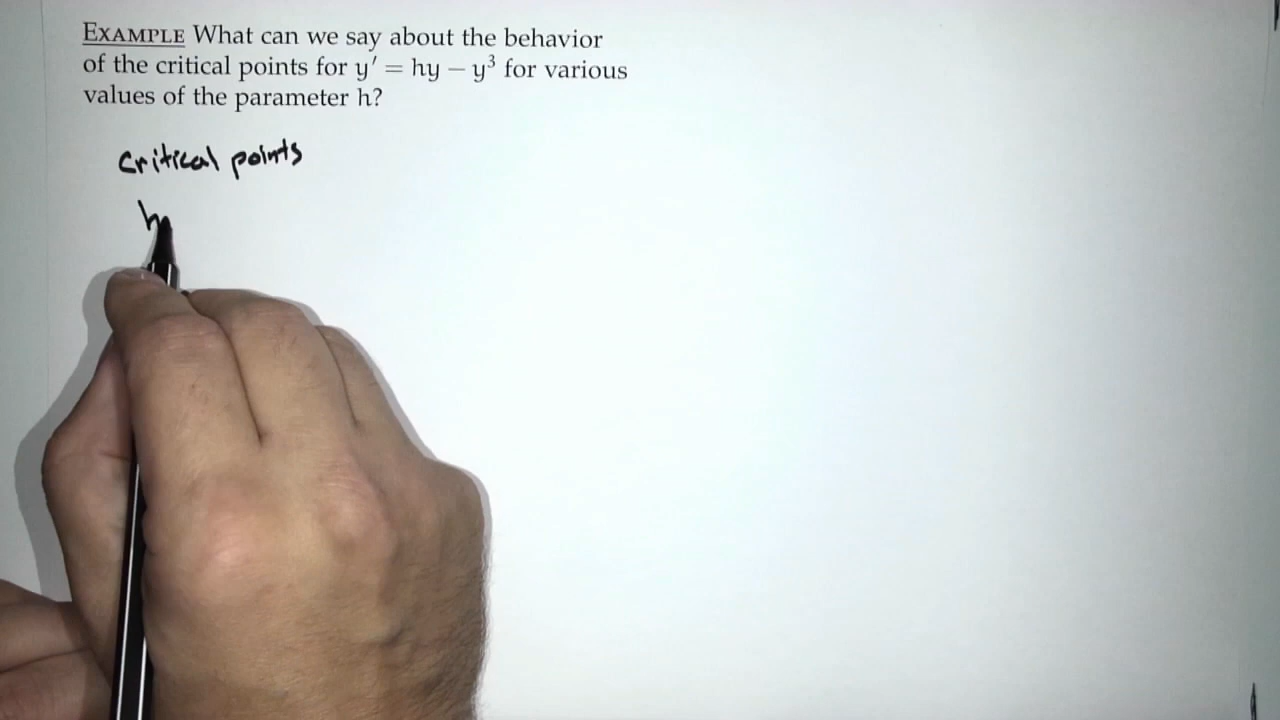 EXAMPLE What can we say about the behavior
of the critical points for y′ = hy − y³ for various
values of the parameter h?
critical points
h